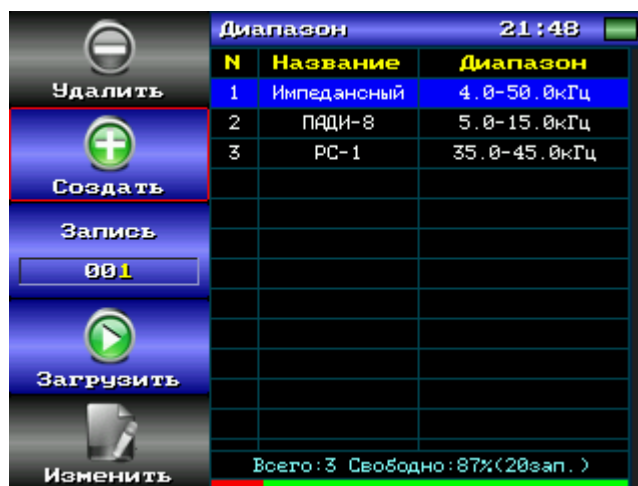 Удалить
Создать
Запись
001
Загрузить
Изменить
Диапазон 21:48
N Название Диапазон
1 Импедансный 4.0-50.0кГц
2 ПАДИ-8 5.0-15.0кГц
3 РС-1 35.0-45.0кГц
Всего:3 Свободно:87%(20зап.)